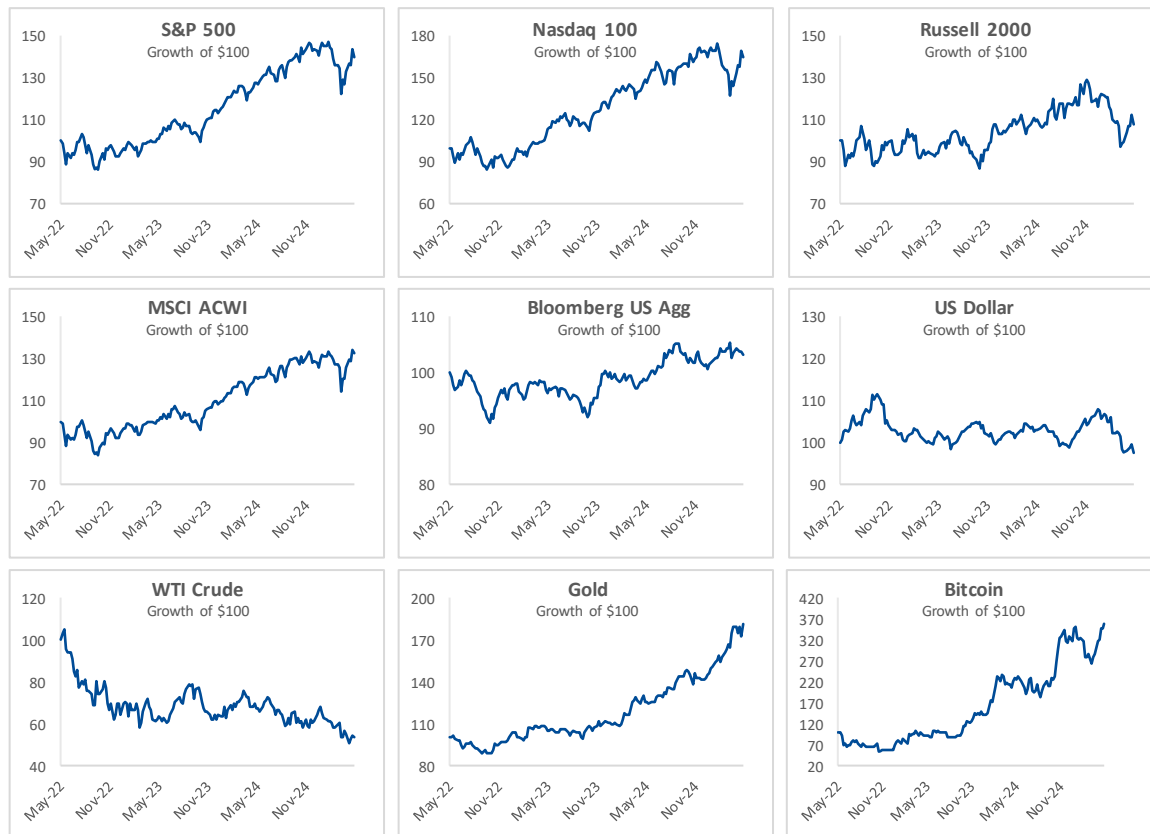 S&P 500
Growth of $100
150
130
110
90
70
May-22
Nov-22
May-23
Nov-23
May-24
Nov-24
Nasdaq 100
Growth of $100
180
160
140
120
100
80
60
May-22
Nov-22
May-23
Nov-23
May-24
Nov-24
Russell 2000
Growth of $100
150
130
110
90
70
May-22
Nov-22
May-23
Nov-23
May-24
Nov-24
MSCI ACWI
Growth of $100
150
130
110
90
70
May-22
Nov-22
May-23
Nov-23
May-24
Nov-24
Bloomberg US Agg
Growth of $100
110
100
90
80
May-22
Nov-22
May-23
Nov-23
May-24
Nov-24
US Dollar
Growth of $100
130
120
110
100
90
May-22
Nov-22
May-23
Nov-23
May-24
Nov-24
WTI Crude
Growth of $100
120
100
80
60
40
May-22
Nov-22
May-23
Nov-23
May-24
Nov-24
Gold
Growth of $100
200
170
140
110
80
May-22
Nov-22
May-23
Nov-23
May-24
Nov-24
Bitcoin
Growth of $100
420
370
320
270
220
170
120
70
20
May-22
Nov-22
May-23
Nov-23
May-24
Nov-24